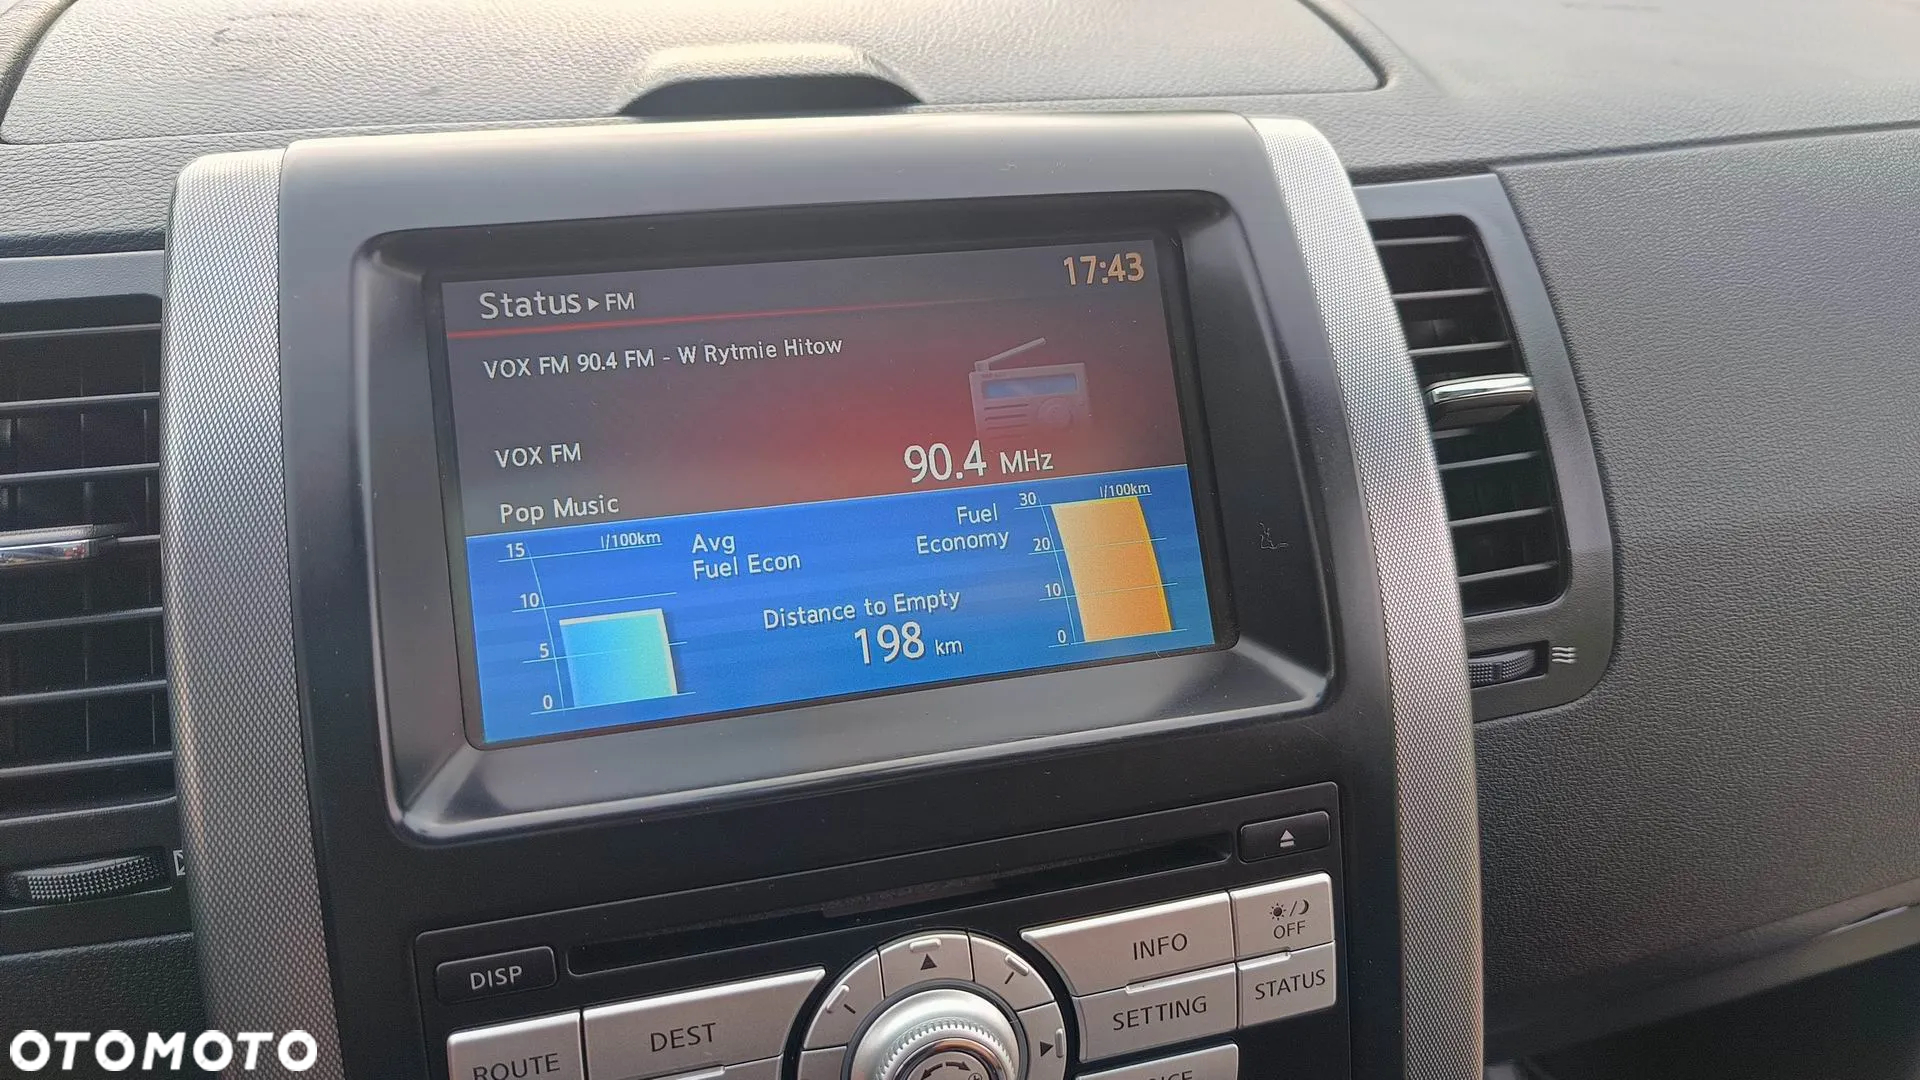 Status ▸ FM
17:43
VOX FM 90.4 FM - W Rytmie Hitow
VOX FM
90.4 MHz
Pop Music
15
l/100km
10
5
0
Avg
Fuel Econ
Fuel
Economy
30
l/100km
20
10
0
Distance to Empty
198 km
DISP
INFO
OFF
ROUTE
DEST
SETTING
STATUS
OTOMOTO